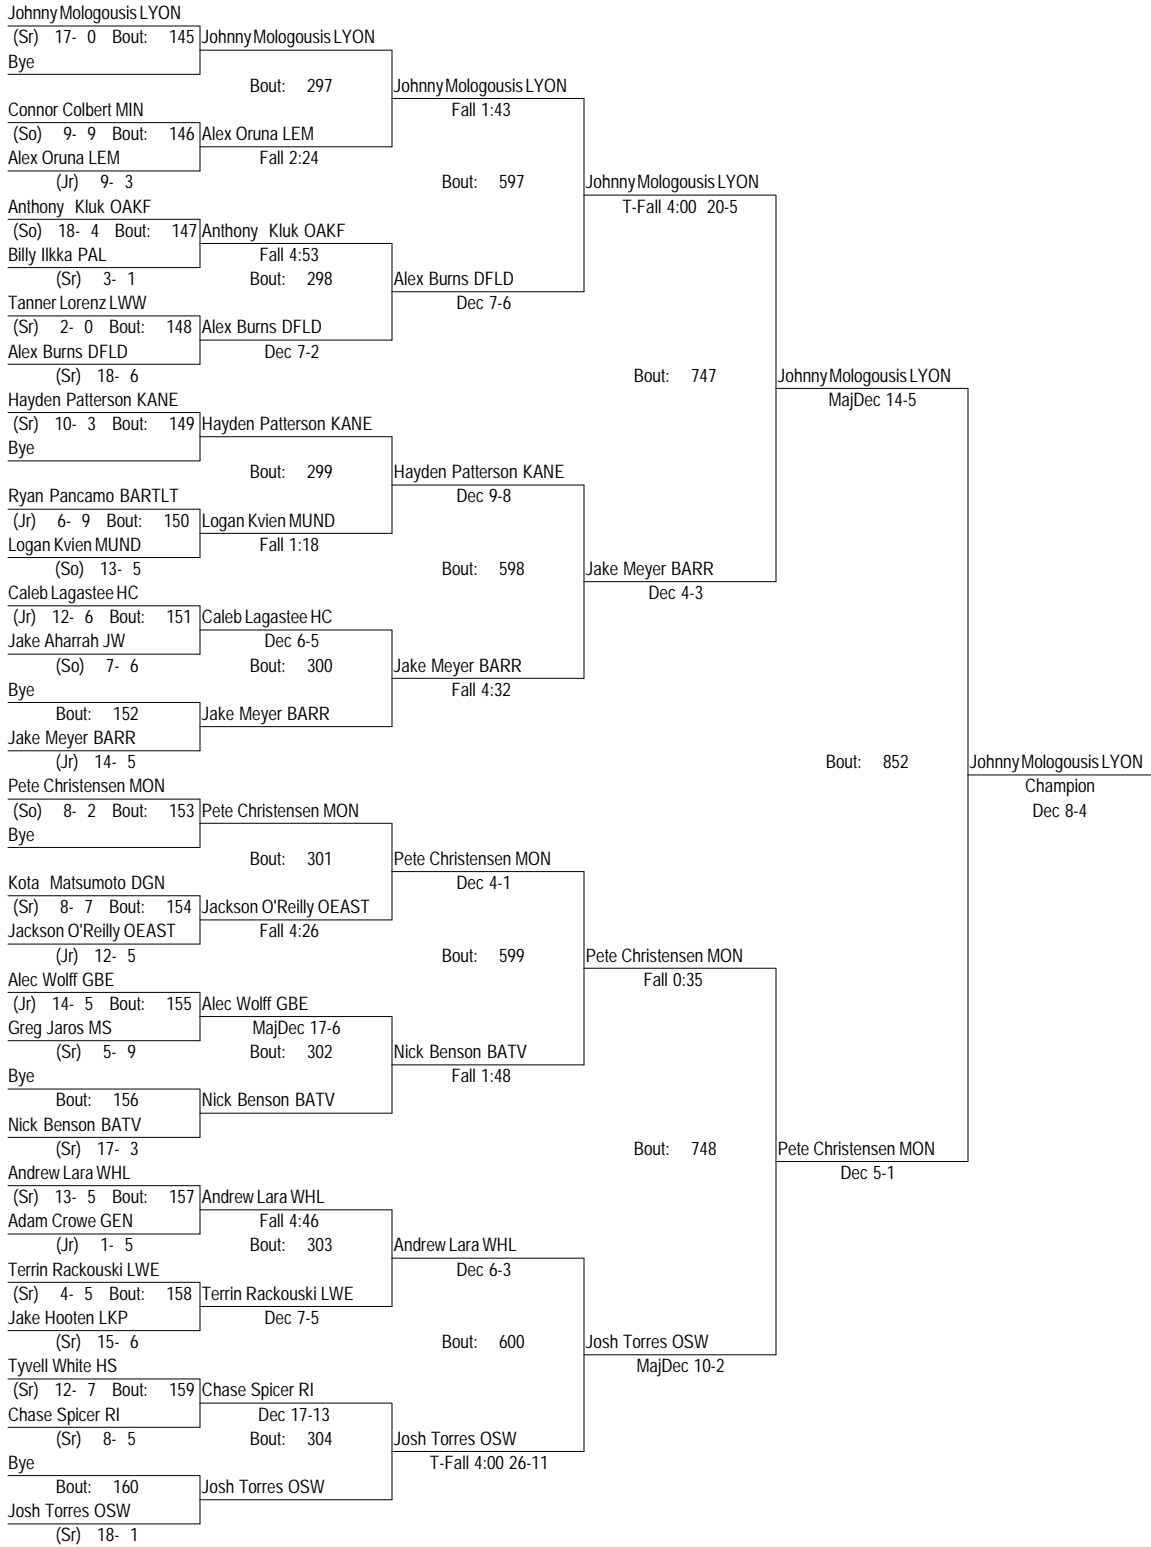 Johnny Mologousis LYON
(Sr) 17- 0 Bout: 145 Johnny Mologousis LYON
Bye
Bout: 297 Johnny Mologousis LYON
Connor Colbert MIN Fall 1:43
(So) 9- 9 Bout: 146 Alex Oruna LEM
Alex Oruna LEM Fall 2:24
(Jr) 9- 3 Bout: 597 Johnny Mologousis LYON
Anthony Kluk OAKF T-Fall 4:00 20-5
(So) 18- 4 Bout: 147 Anthony Kluk OAKF
Billy Ilkka PAL Fall 4:53
(Sr) 3- 1 Bout: 298 Alex Burns DFLD
Tanner Lorenz LWW Dec 7-6
(Sr) 2- 0 Bout: 148 Alex Burns DFLD
Alex Burns DFLD Dec 7-2
(Sr) 18- 6 Bout: 747 Johnny Mologousis LYON
Hayden Patterson KANE MajDec 14-5
(Sr) 10- 3 Bout: 149 Hayden Patterson KANE
Bye
Bout: 299 Hayden Patterson KANE
Ryan Pancamo BARTLT Dec 9-8
(Jr) 6- 9 Bout: 150 Logan Kvien MUND
Logan Kvien MUND Fall 1:18
(So) 13- 5 Bout: 598 Jake Meyer BARR
Caleb Lagastee HC Dec 4-3
(Jr) 12- 6 Bout: 151 Caleb Lagastee HC
Jake Aharrah JW Dec 6-5
(So) 7- 6 Bout: 300 Jake Meyer BARR
Bye Fall 4:32
Bout: 152 Jake Meyer BARR
Jake Meyer BARR
(Jr) 14- 5 Bout: 852 Johnny Mologousis LYON
Pete Christensen MON Champion
(So) 8- 2 Bout: 153 Pete Christensen MON Dec 8-4
Bye
Bout: 301 Pete Christensen MON
Kota Matsumoto DGN Dec 4-1
(Sr) 8- 7 Bout: 154 Jackson O'Reilly OEAST
Jackson O'Reilly OEAST Fall 4:26
(Jr) 12- 5 Bout: 599 Pete Christensen MON
Alec Wolff GBE Fall 0:35
(Jr) 14- 5 Bout: 155 Alec Wolff GBE
Greg Jaros MS MajDec 17-6
(Sr) 5- 9 Bout: 302 Nick Benson BATV
Bye Fall 1:48
Bout: 156 Nick Benson BATV
Nick Benson BATV
(Sr) 17- 3 Bout: 748 Pete Christensen MON
Andrew Lara WHL Dec 5-1
(Sr) 13- 5 Bout: 157 Andrew Lara WHL
Adam Crowe GEN Fall 4:46
(Jr) 1- 5 Bout: 303 Andrew Lara WHL
Terrin Rackouski LWE Dec 6-3
(Sr) 4- 5 Bout: 158 Terrin Rackouski LWE
Jake Hooten LKP Dec 7-5
(Sr) 15- 6 Bout: 600 Josh Torres OSW
Tyvell White HS MajDec 10-2
(Sr) 12- 7 Bout: 159 Chase Spicer RI
Chase Spicer RI Dec 17-13
(Sr) 8- 5 Bout: 304 Josh Torres OSW
Bye T-Fall 4:00 26-11
Bout: 160 Josh Torres OSW
Josh Torres OSW
(Sr) 18- 1